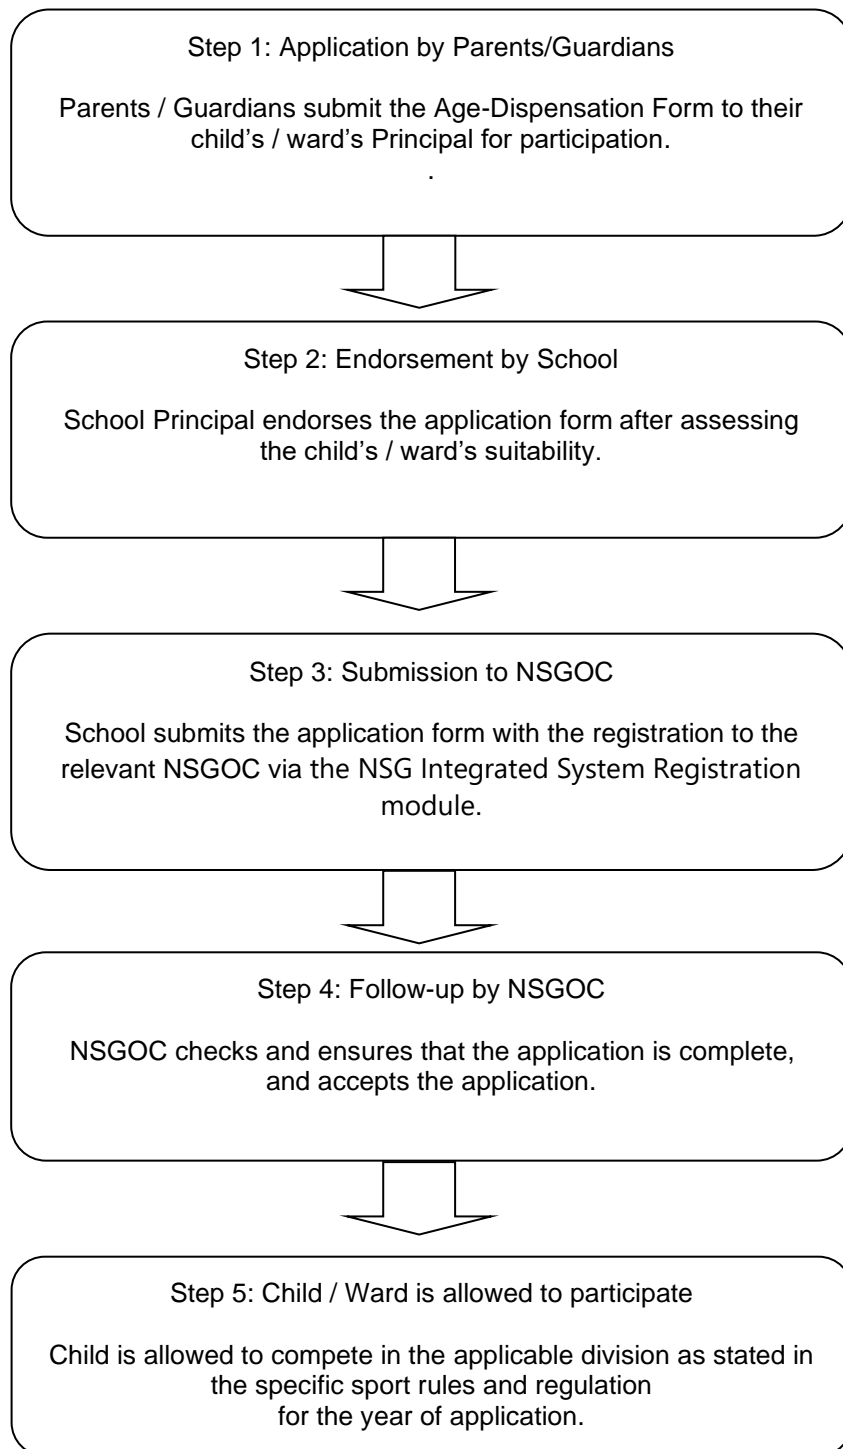 Step 1: Application by Parents/Guardians
Parents / Guardians submit the Age-Dispensation Form to their
child's / ward's Principal for participation.
.
Step 2: Endorsement by School
School Principal endorses the application form after assessing
the child's / ward's suitability.
Step 3: Submission to NSGOC
School submits the application form with the registration to the
relevant NSGOC via the NSG Integrated System Registration
module.
Step 4: Follow-up by NSGOC
NSGOC checks and ensures that the application is complete,
and accepts the application.
Step 5: Child / Ward is allowed to participate
Child is allowed to compete in the applicable division as stated in
the specific sport rules and regulation
for the year of application.